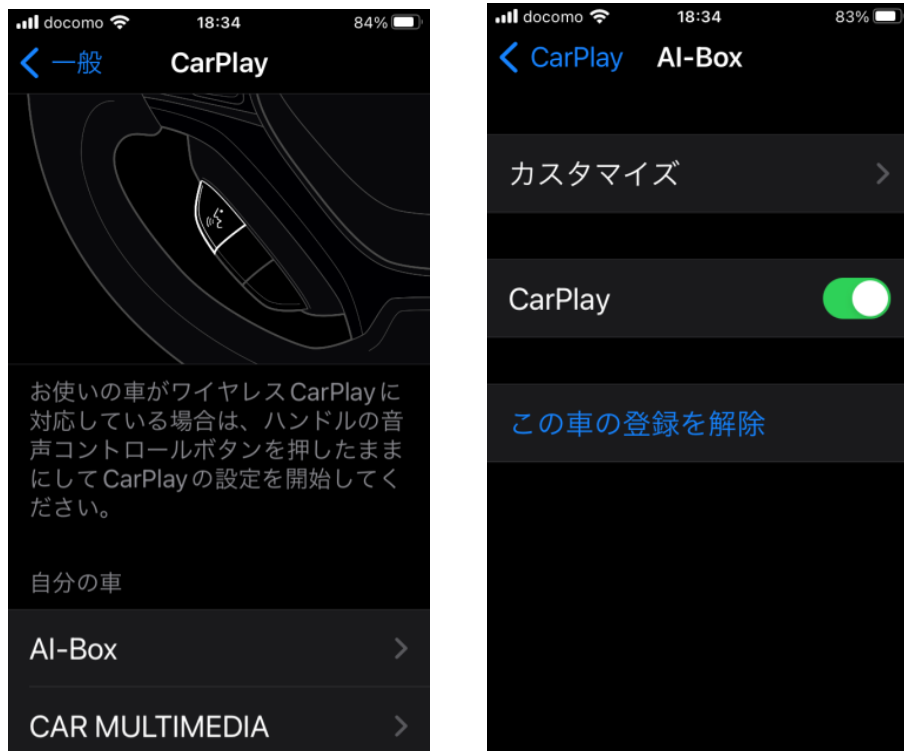 docomo 18:34 84%
一般 CarPlay
お使いの車がワイヤレスCarPlayに
対応している場合は、ハンドルの音
声コントロールボタンを押したまま
にしてCarPlayの設定を開始してく
ださい。
自分の車
AI-Box
CAR MULTIMEDIA
docomo 18:34 83%
CarPlay AI-Box
カスタマイズ
CarPlay
この車の登録を解除